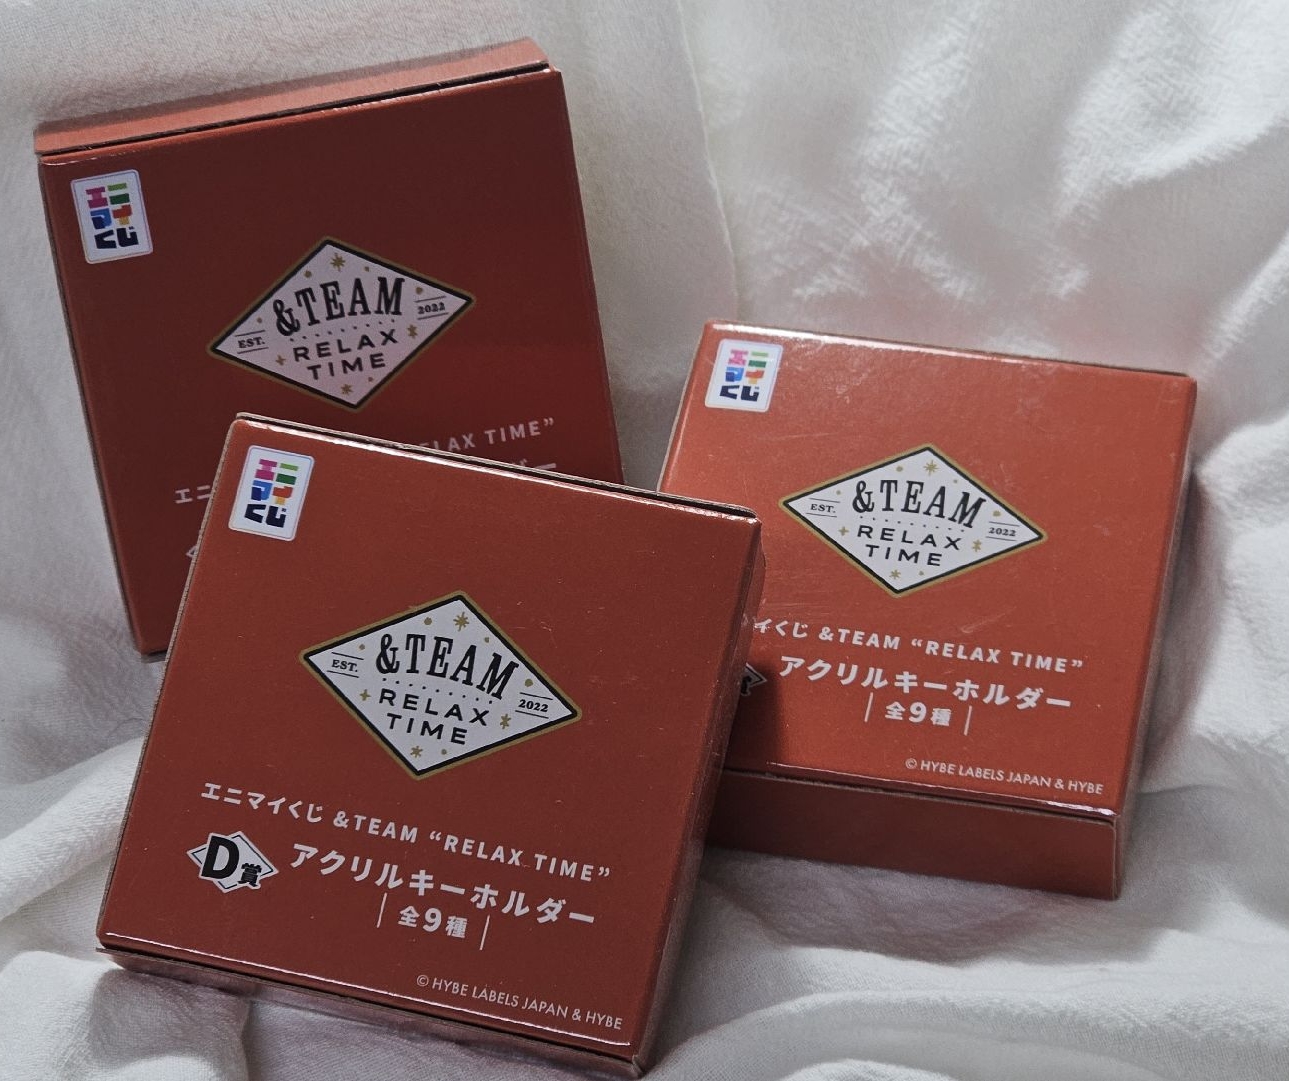 エニマイくじ
&TEAM
EST.
2022
RELAX
TIME
RELAX TIME”
エニ
エニマイくじ
&TEAM
EST.
2022
RELAX
TIME
エニマイくじ &TEAM “RELAX TIME”
D賞 アクリルキーホルダー
全9種
© HYBE LABELS JAPAN & HYBE
エニマイくじ
&TEAM
EST.
2022
RELAX
TIME
イくじ &TEAM “RELAX TIME”
アクリルキーホルダー
全9種
© HYBE LABELS JAPAN & HYBE